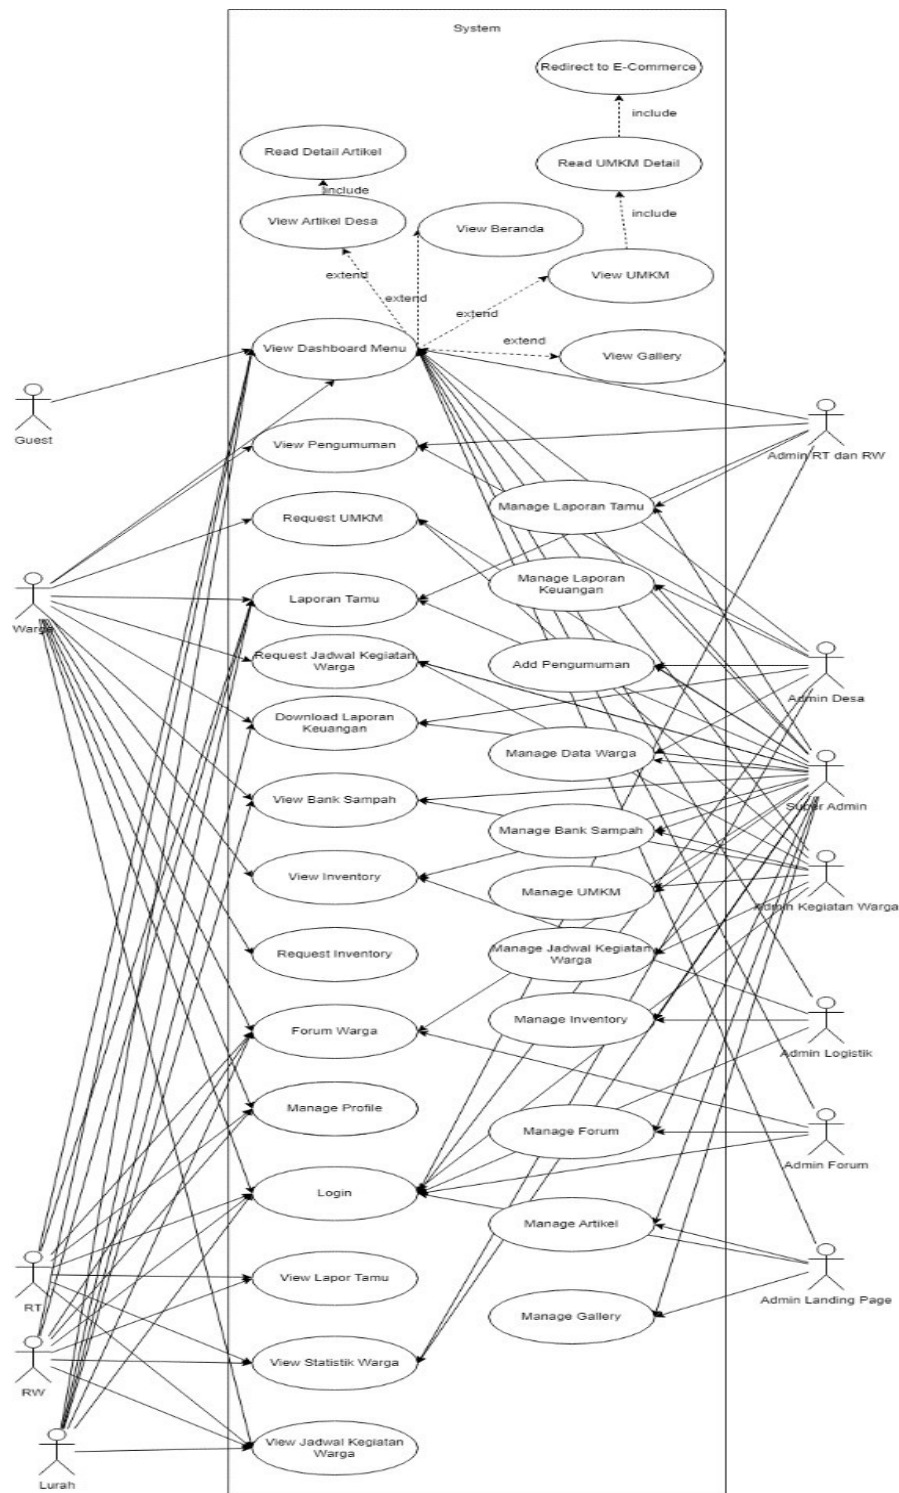 System
Redirect to E-Commerce
include
Read Detail Artikel
Read UMKM Detail
include
View Artikel Desa
include
View Beranda
extend
View UMKM
extend
extend
extend
View Dashboard Menu
View Gallery
Guest
View Pengumuman
Admin RT dan RW
Manage Laporan Tamu
Request UMKM
Manage Laporan
Keuangan
Laporan Tamu
Warga
Request Jadwal Kegiatan
Warga
Add Pengumuman
Admin Desa
Download Laporan
Keuangan
Manage Data Warga
View Bank Sampah
Super Admin
Manage Bank Sampah
View Inventory
Manage UMKM
Admin Kegiatan Warga
Request Inventory
Manage Jadwal Kegiatan
Warga
Forum Warga
Manage Inventory
Admin Logistik
Manage Profile
Manage Forum
Admin Forum
Login
Manage Artikel
View Lapor Tamu
RT
Admin Landing Page
Manage Gallery
View Statistik Warga
RW
View Jadwal Kegiatan
Warga
Lurah